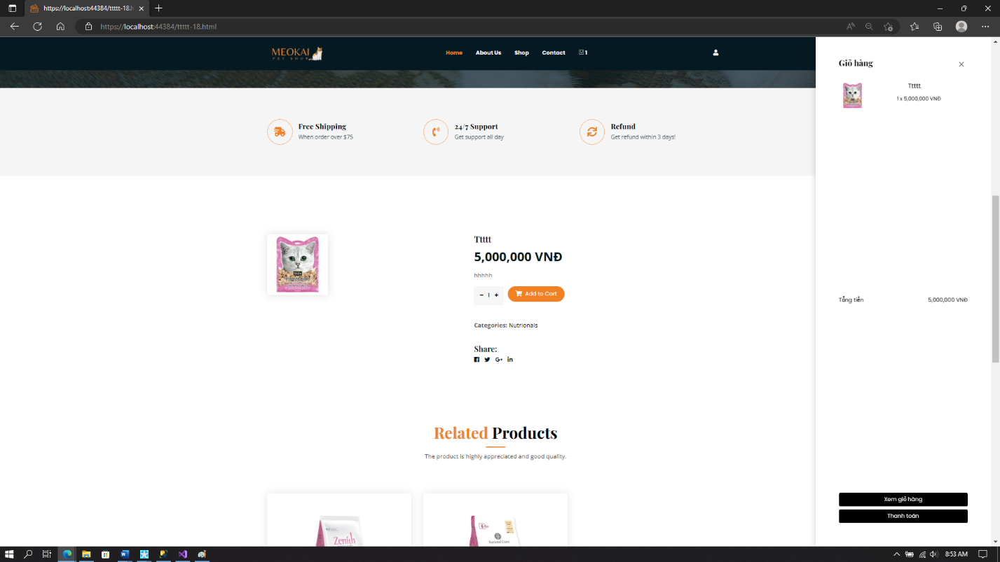 https://localhost:44384/ttttt-18.h
https://localhost:44384/ttttt-18.html
MEOKAI
PET SHOP
Home
About Us
Shop
Contact
1
Giỏ hàng
Ttttt
1 x 5,000,000 VNĐ
Free Shipping
When order over $75
24/7 Support
Get support all day
Refund
Get refund within 3 days!
Ttttt
5,000,000 VNĐ
hhhhh
- 1 +
Add to Cart
Categories: Nutrionals
Share:
Tổng tiền
5,000,000 VNĐ
Related Products
The product is highly appreciated and good quality.
Zenith
6
Natural Core
Xem giỏ hàng
Thanh toán
8:53 AM